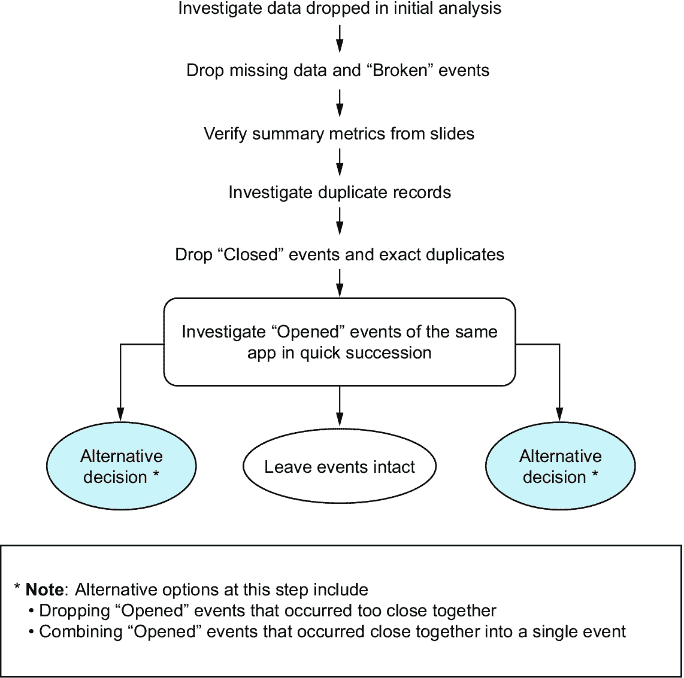 Investigate data dropped in initial analysis
Drop missing data and “Broken” events
Verify summary metrics from slides
Investigate duplicate records
Drop “Closed” events and exact duplicates
Investigate “Opened” events of the same
app in quick succession
Alternative
decision *
Leave events intact
Alternative
decision *
* Note: Alternative options at this step include
• Dropping “Opened” events that occurred too close together
• Combining “Opened” events that occurred close together into a single event